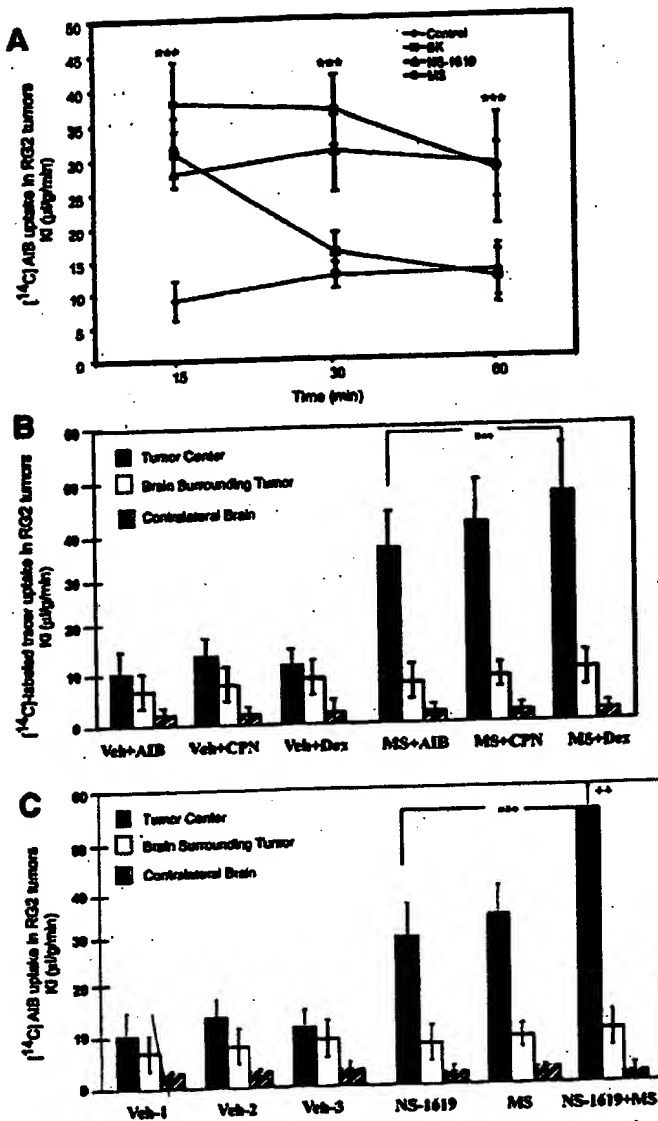 A
50
45
40
35
30
25
20
15
10
5
0
[¹⁴C] AIB uptake in RG2 tumors
Ki (µl/g/min)
***
***
***
Control
BK
NS-1619
MS
15
30
60
Time (min)
B
[¹⁴C]-labeled tracer uptake in RG2 tumors
Ki (µl/g/min)
40
30
20
10
0
Tumor Center
Brain Surrounding Tumor
Contralateral Brain
***
Veh+AIB
Veh+CPN
Veh+Dex
MS+AIB
MS+CPN
MS+Dex
C
[¹⁴C] AIB uptake in RG2 tumors
Ki (µl/g/min)
60
40
30
20
10
0
Tumor Center
Brain Surrounding Tumor
Contralateral Brain
***
++
Veh-1
Veh-2
Veh-3
NS-1619
MS
NS-1619+MS